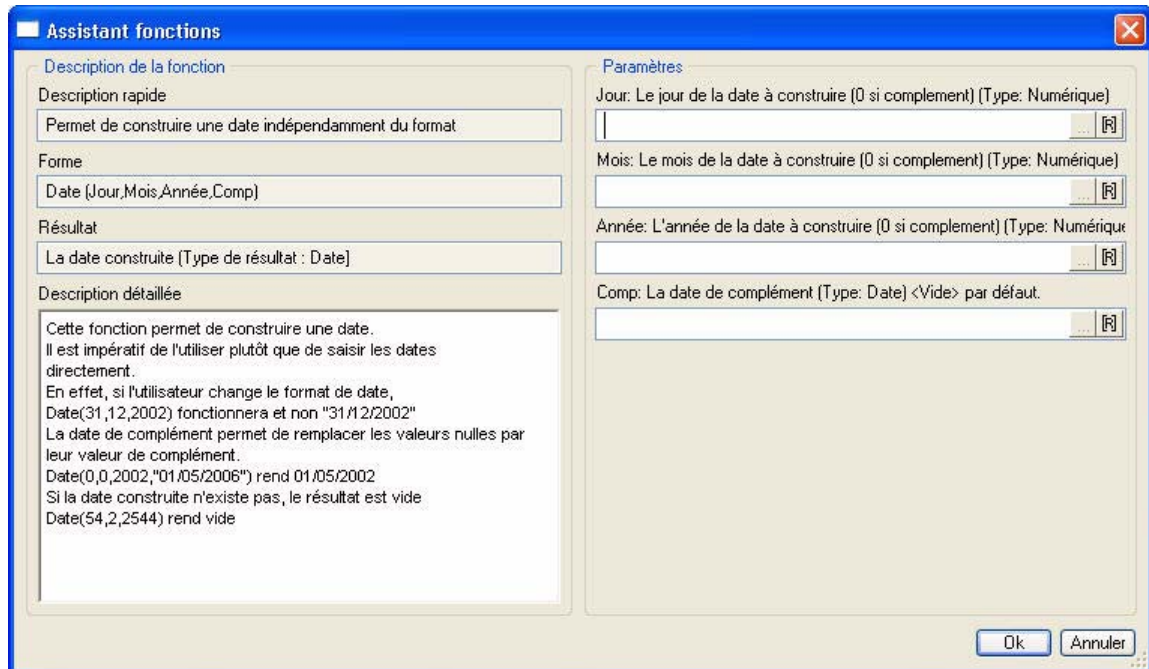 Assistant fonctions
Description de la fonction
Description rapide
Permet de construire une date indépendamment du format
Forme
Date (Jour,Mois,Année,Comp)
Résultat
La date construite (Type de résultat : Date)
Description détaillée
Cette fonction permet de construire une date.
Il est impératif de l'utiliser plutôt que de saisir les dates
directement.
En effet, si l'utilisateur change le format de date,
Date(31,12,2002) fonctionnera et non "31/12/2002"
La date de complément permet de remplacer les valeurs nulles par
leur valeur de complément.
Date(0,0,2002,"01/05/2006") rend 01/05/2002
Si la date construite n'existe pas, le résultat est vide
Date(54,2,2544) rend vide
Paramètres
Jour: Le jour de la date à construire (0 si complement) (Type: Numérique)
... [R]
Mois: Le mois de la date à construire (0 si complement) (Type: Numérique)
... [R]
Année: L'année de la date à construire (0 si complement) (Type: Numérique
... [R]
Comp: La date de complément (Type: Date) <Vide> par défaut.
... [R]
Ok
Annuler